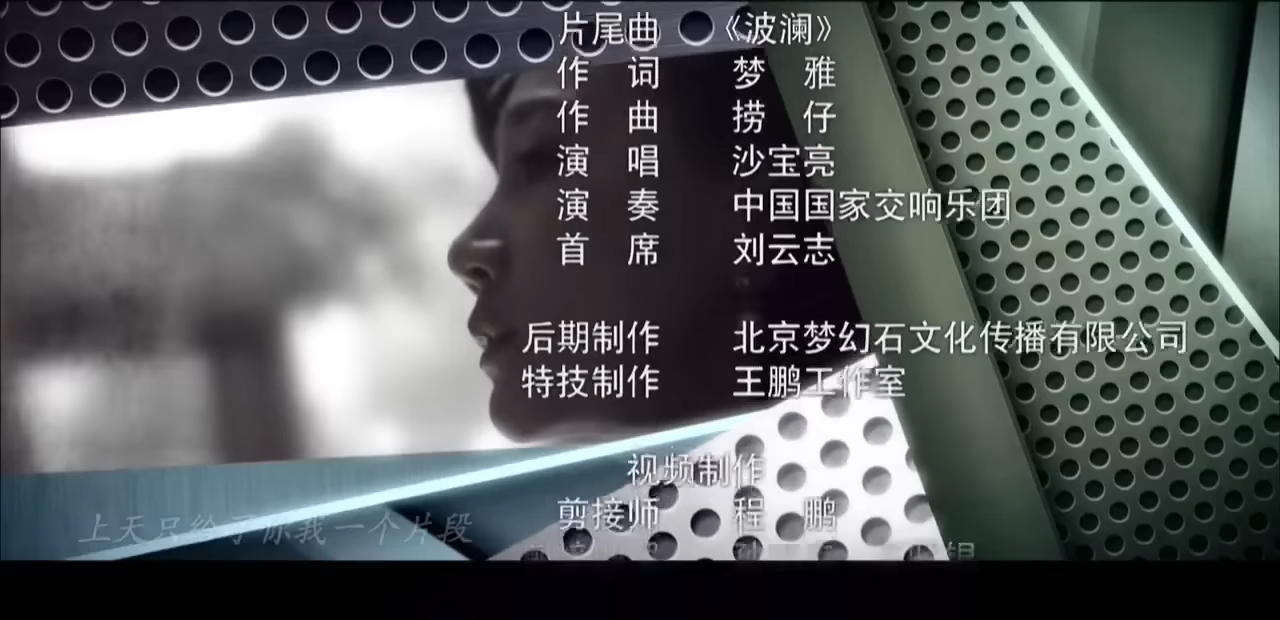 片尾曲 《波澜》
作 词 梦 雅
作 曲 捞 仔
演 唱 沙宝亮
演 奏 中国国家交响乐团
首 席 刘云志
后期制作 北京梦幻石文化传播有限公司
特技制作 王鹏工作室
视频制作
剪接师 程 鹏
上天只给了你我一个片段